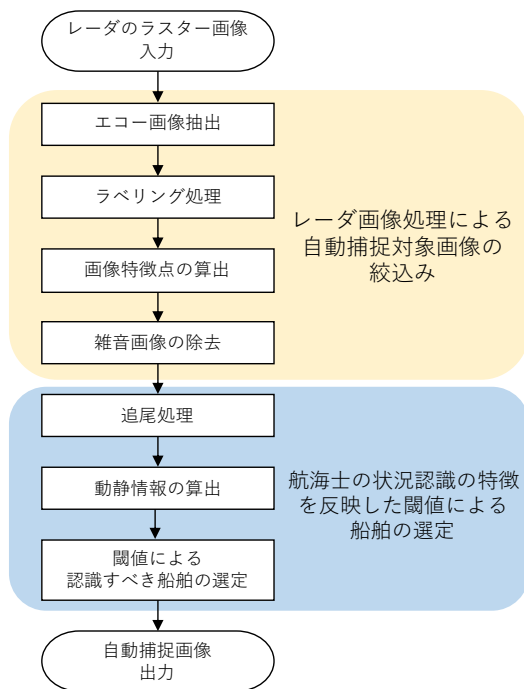 レーダのラスター画像
入力
エコー画像抽出
ラベリング処理
画像特徴点の算出
雑音画像の除去
レーダ画像処理による
自動捕捉対象画像の
絞込み
追尾処理
動静情報の算出
閾値による
認識すべき船舶の選定
航海士の状況認識の特徴
を反映した閾値による
船舶の選定
自動捕捉画像
出力